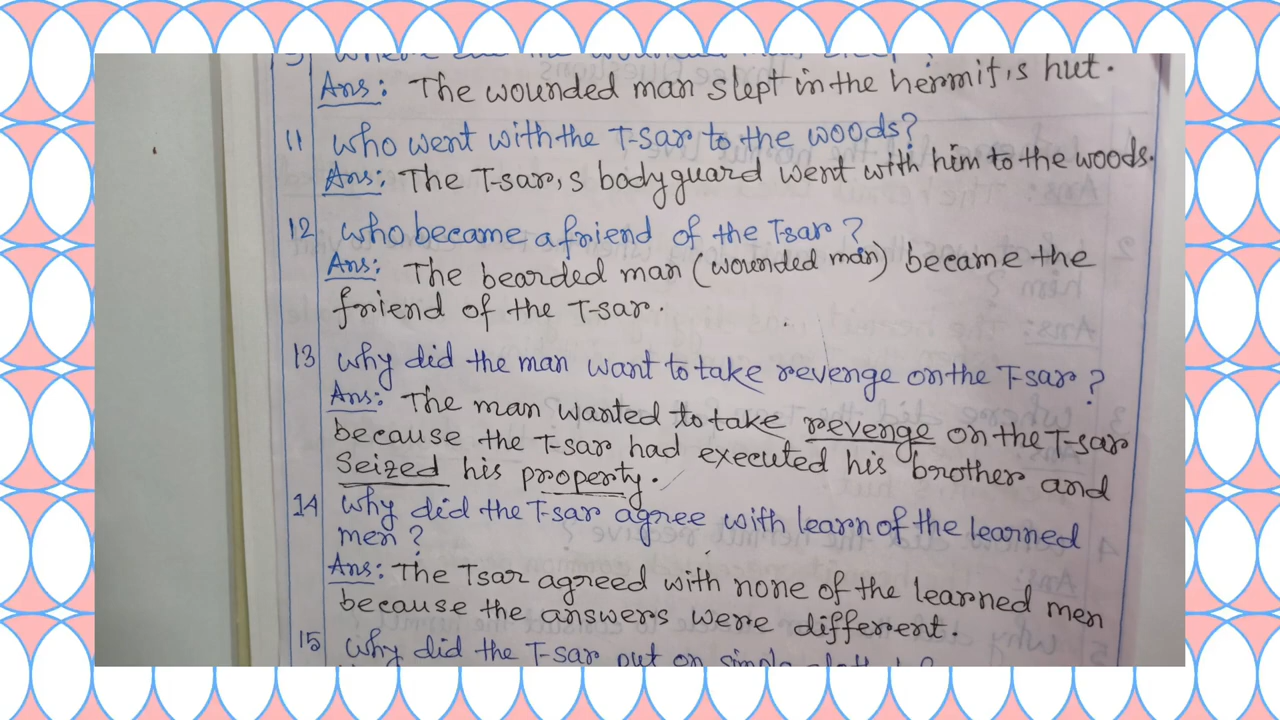 Ans: The wounded man slept in the hermit,s hut.
11 who went with the T-sar to the woods?
Ans: The T-sar,s bodyguard went with him to the woods.
12 who became a friend of the Tsar?
Ans: The bearded man (wounded man) became the
friend of the T-sar.
13 why did the man want to take revenge on the T-sar?
Ans: The man wanted to take revenge on the T-sar
because the T-sar had executed his brother and
Seized his property.
14 why did the T-sar agree with learn of the learned
men?
Ans: The Tsar agreed with none of the learned men
because the answers were different.
15 why did the T-sar put on simple